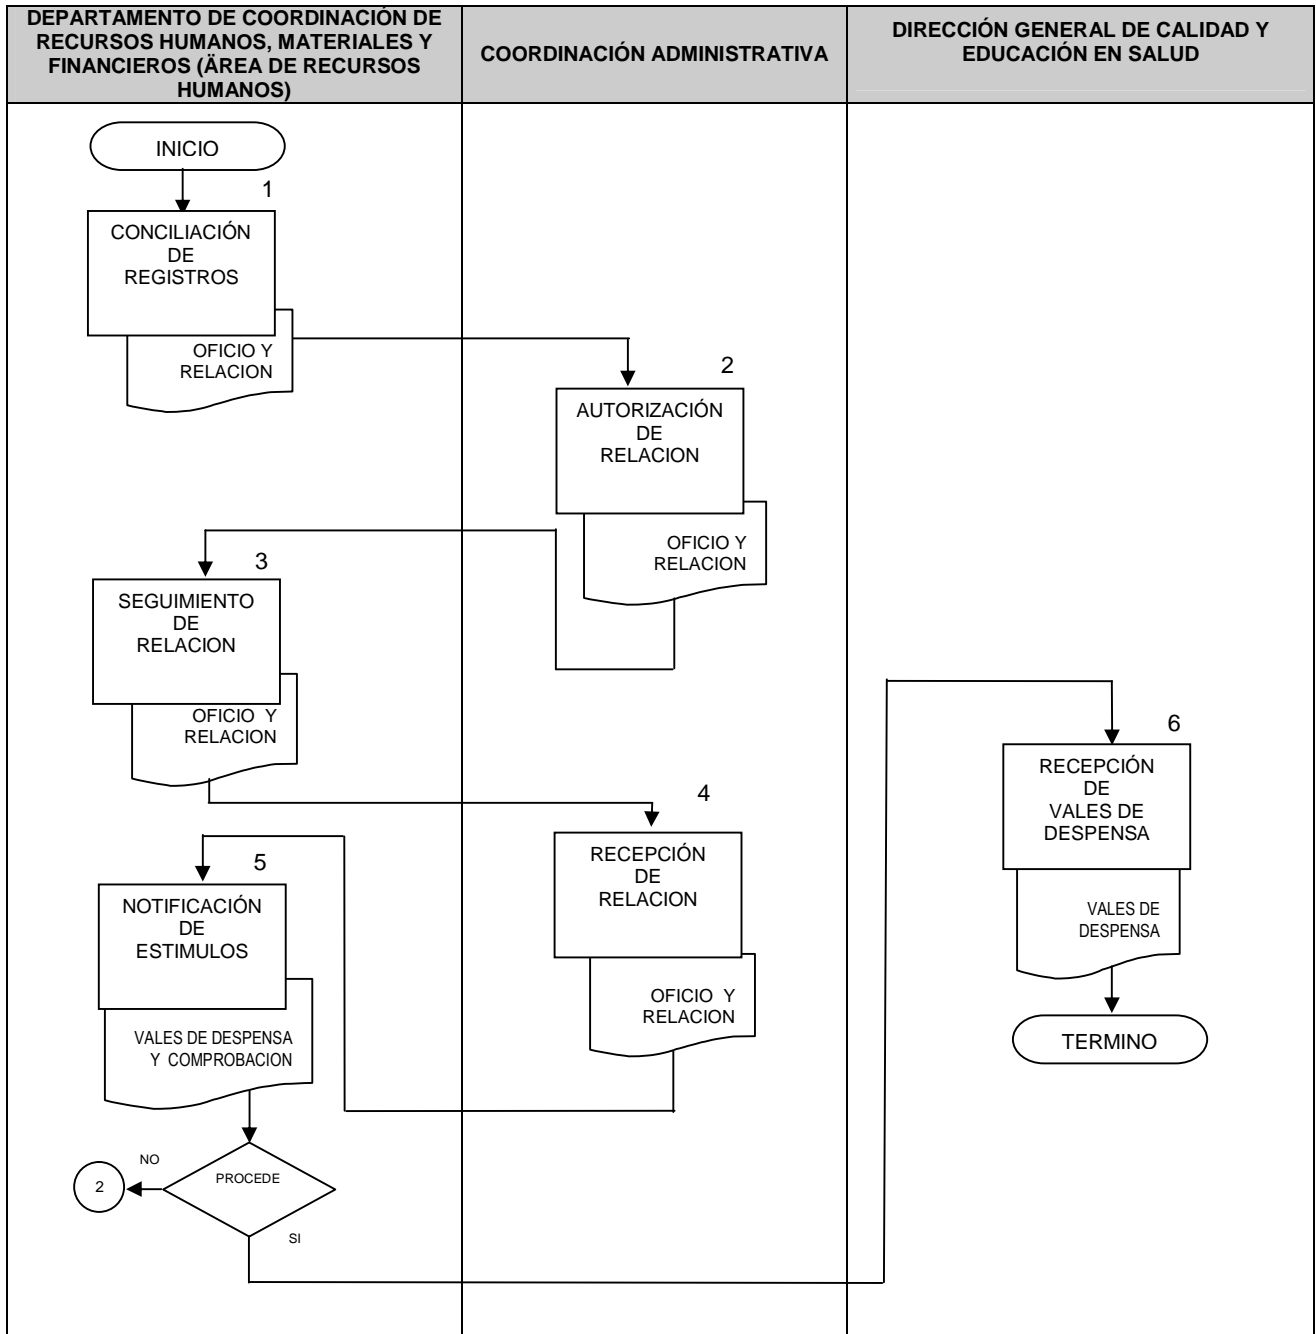 DEPARTAMENTO DE COORDINACIÓN DE
RECURSOS HUMANOS, MATERIALES Y
FINANCIEROS (ÄREA DE RECURSOS
HUMANOS)
COORDINACIÓN ADMINISTRATIVA
DIRECCIÓN GENERAL DE CALIDAD Y
EDUCACIÓN EN SALUD
INICIO
1
CONCILIACIÓN
DE
REGISTROS
OFICIO Y
RELACION
2
AUTORIZACIÓN
DE
RELACION
OFICIO Y
RELACION
3
SEGUIMIENTO
DE
RELACION
OFICIO Y
RELACION
4
RECEPCIÓN
DE
RELACION
OFICIO Y
RELACION
5
NOTIFICACIÓN
DE
ESTIMULOS
VALES DE DESPENSA
Y COMPROBACION
PROCEDE
NO
2
SI
6
RECEPCIÓN
DE
VALES DE
DESPENSA
VALES DE
DESPENSA
TERMINO